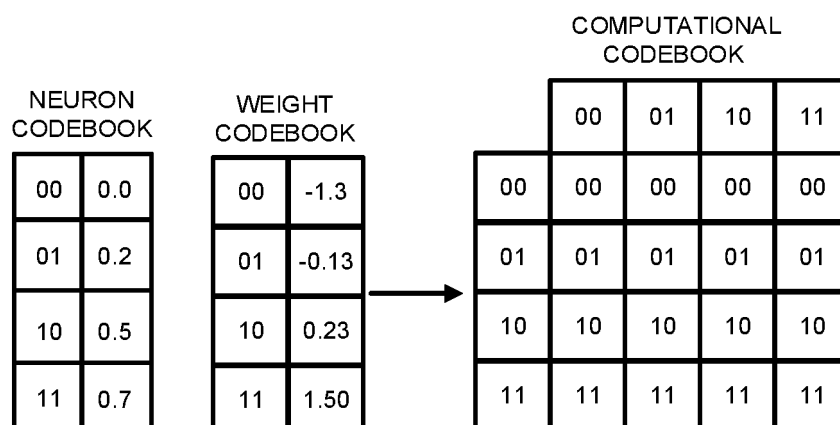 NEURON
CODEBOOK
00 0.0
01 0.2
10 0.5
11 0.7
WEIGHT
CODEBOOK
00 -1.3
01 -0.13
10 0.23
11 1.50
COMPUTATIONAL
CODEBOOK
00 01 10 11
00 00 00 00 00
01 01 01 01 01
10 10 10 10 10
11 11 11 11 11